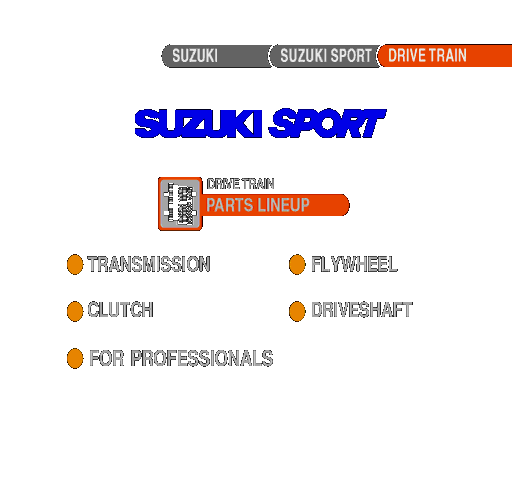 SUZUKI SUZUKI SPORT DRIVE TRAIN
SUZUKI SPORT
DRIVE TRAIN
PARTS LINEUP
TRANSMISSION FLYWHEEL
CLUTCH DRIVESHAFT
FOR PROFESSIONALS